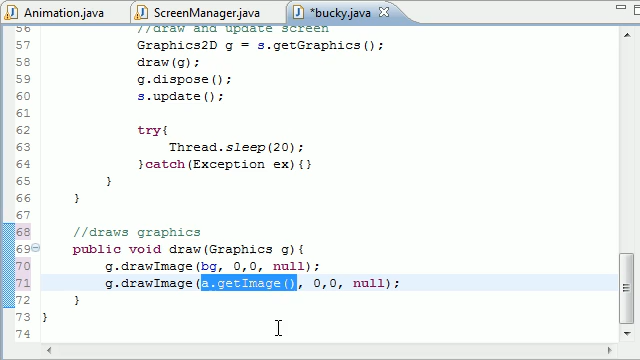 Animation.java ScreenManager.java *bucky.java
56 //draw and update screen
57 Graphics2D g = s.getGraphics();
58 draw(g);
59 g.dispose();
60 s.update();
61
62 try{
63 Thread.sleep(20);
64 }catch(Exception ex){}
65 }
66 }
67
68 //draws graphics
69 public void draw(Graphics g){
70 g.drawImage(bg, 0,0, null);
71 g.drawImage(a.getImage(), 0,0, null);
72 }
73 }
74